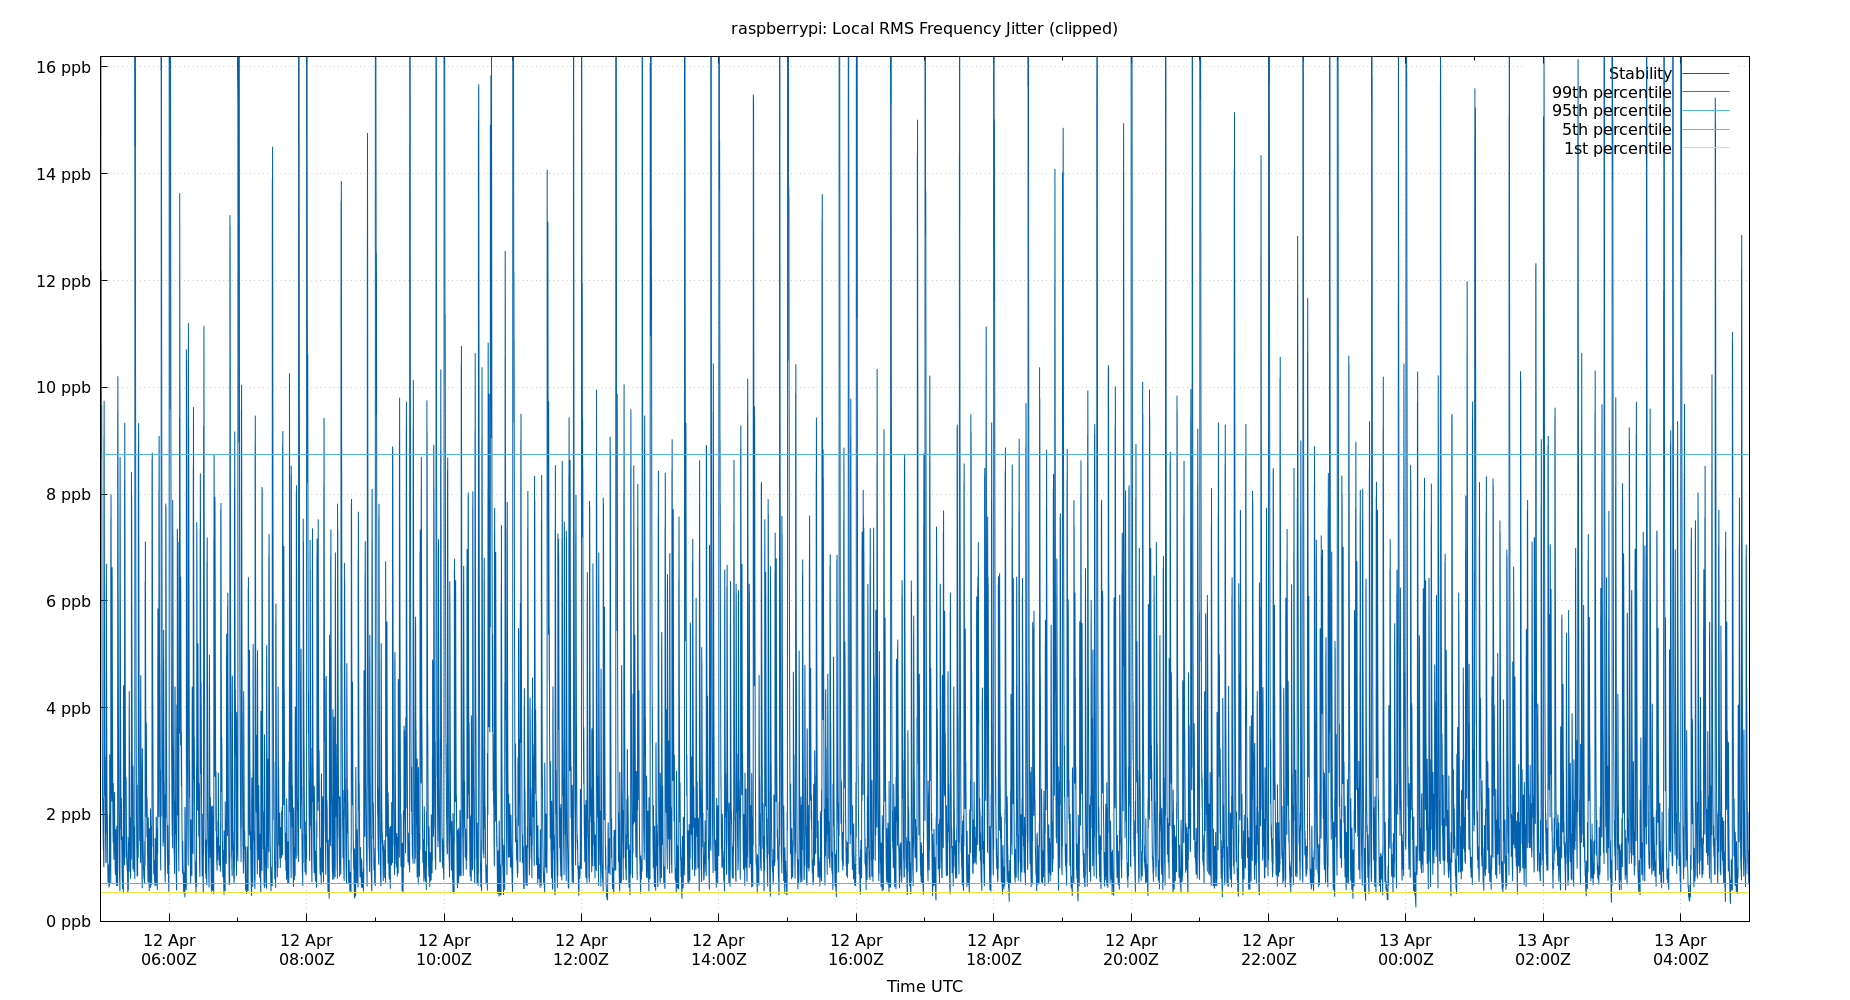 raspberrypi: Local RMS Frequency Jitter (clipped)
16 ppb
14 ppb
12 ppb
10 ppb
8 ppb
6 ppb
4 ppb
2 ppb
0 ppb
Stability
99th percentile
95th percentile
5th percentile
1st percentile
12 Apr 12 Apr 12 Apr 12 Apr 12 Apr 12 Apr 12 Apr 12 Apr 12 Apr 13 Apr 13 Apr 13 Apr
06:00Z 08:00Z 10:00Z 12:00Z 14:00Z 16:00Z 18:00Z 20:00Z 22:00Z 00:00Z 02:00Z 04:00Z
Time UTC